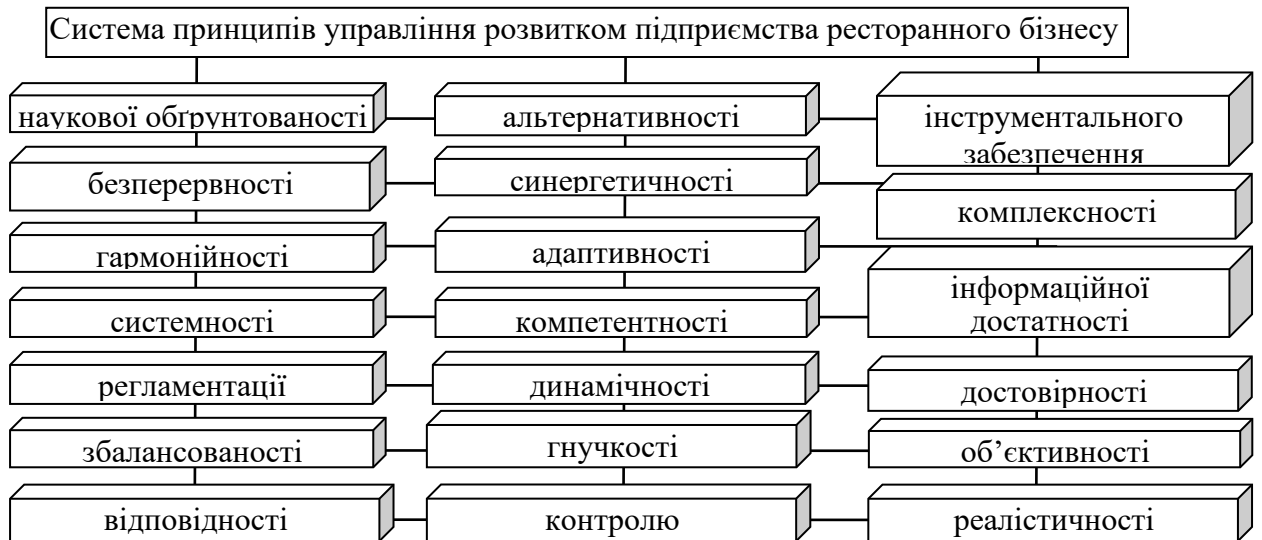 Система принципів управління розвитком підприємства ресторанного бізнесу
наукової обґрунтованості
альтернативності
інструментального
забезпечення
безперервності
синергетичності
комплексності
гармонійності
адаптивності
інформаційної
достатності
системності
компетентності
регламентації
динамічності
достовірності
збалансованості
гнучкості
об’єктивності
відповідності
контролю
реалістичності